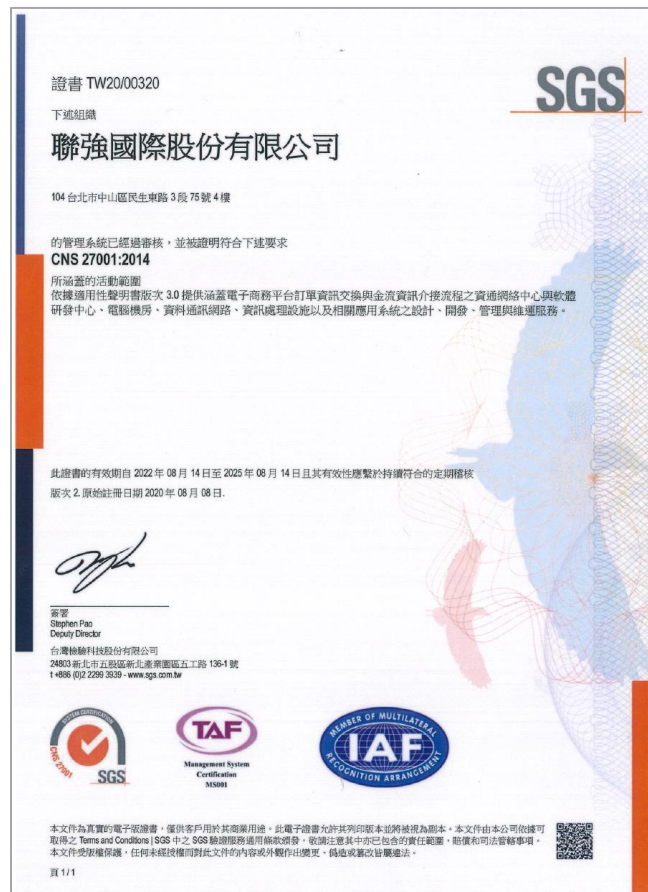 證書 TW20/00320
SGS
下述組織
聯強國際股份有限公司
104 台北市中山區民生東路 3 段 75 號 4 樓
的管理系統已經過審核，並被證明符合下述要求
CNS 27001:2014
所涵蓋的活動範圍
依據適用性聲明書版次 3.0 提供涵蓋電子商務平台訂單資訊交換與金流資訊介接流程之資通網絡中心與軟體
研發中心、電腦機房、資料通訊網路、資訊處理設施以及相關應用系統之設計、開發、管理與維運服務。
此證書的有效期自 2022 年 08 月 14 日至 2025 年 08 月 14 日且其有效性應繫於持續符合的定期稽核
版次 2. 原始註冊日期 2020 年 08 月 08 日.
簽署
Stephen Pao
Deputy Director
台灣檢驗科技股份有限公司
24803 新北市五股區新北產業園區五工路 136-1 號
t +886 (0)2 2299 3939 - www.sgs.com.tw
SYSTEM CERTIFICATION
CNS 27001
SGS
TAF
Management System
Certification
MS001
MEMBER OF MULTILATERAL
IAF
RECOGNITION ARRANGEMENT
本文件為真實的電子版證書，僅供客戶用於其商業用途。此電子證書允許其列印版本並將被視為副本。本文件由本公司依據可
取得之 Terms and Conditions | SGS 中之 SGS 驗證服務通用條款頒發。敬請注意其中亦已包含的責任範圍，賠償和司法管轄事項。
本文件受版權保護，任何未經授權而對此文件的內容或外觀作出變更、偽造或篡改皆屬違法。
頁 1 / 1